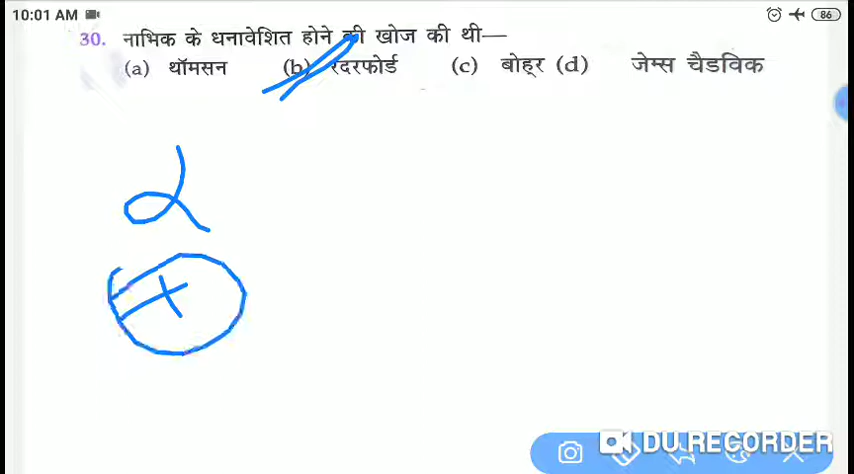 10:01 AM 86
30. नाभिक के धनावेशित होने की खोज की थी—
(a) थॉमसन (b) रदरफोर्ड (c) बोह्र (d) जेम्स चैडविक
α
+
DU RECORDER